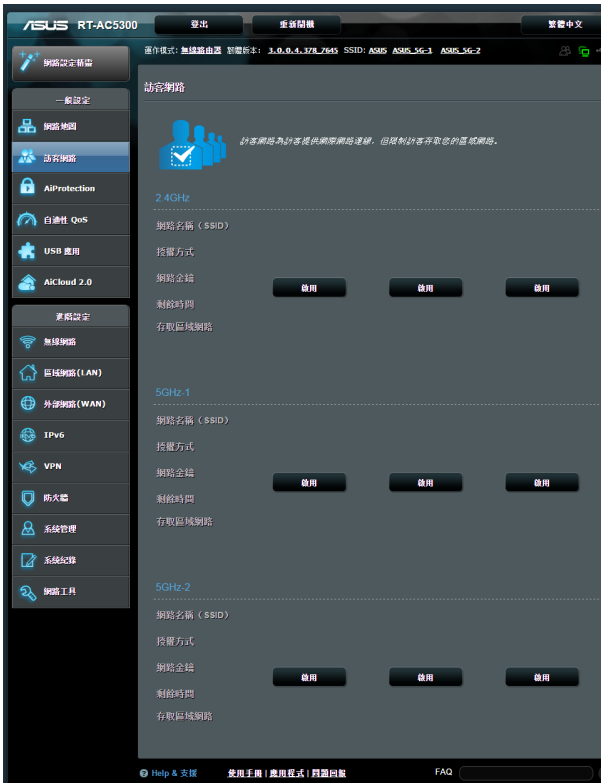 ASUS RT-AC5300 登出 重新開機 繁體中文
網路設定精靈
運作模式: 無線路由器 韌體版本: 3.0.0.4.378_7645 SSID: ASUS ASUS_5G-1 ASUS_5G-2
一般設定
網路地圖
訪客網路
AiProtection
自適性 QoS
USB 應用
AiCloud 2.0
進階設定
無線網路
區域網路(LAN)
外部網路(WAN)
IPv6
VPN
防火牆
系統管理
系統紀錄
網路工具
訪客網路
訪客網路為訪客提供網際網路連線,但限制訪客存取您的區域網路。
2.4GHz
網路名稱(SSID)
授權方式
網路金鑰
啟用 啟用 啟用
剩餘時間
存取區域網路
5GHz-1
網路名稱(SSID)
授權方式
網路金鑰
啟用 啟用 啟用
剩餘時間
存取區域網路
5GHz-2
網路名稱(SSID)
授權方式
網路金鑰
啟用 啟用 啟用
剩餘時間
存取區域網路
Help & 支援 使用手冊 | 應用程式 | 問題回報 FAQ